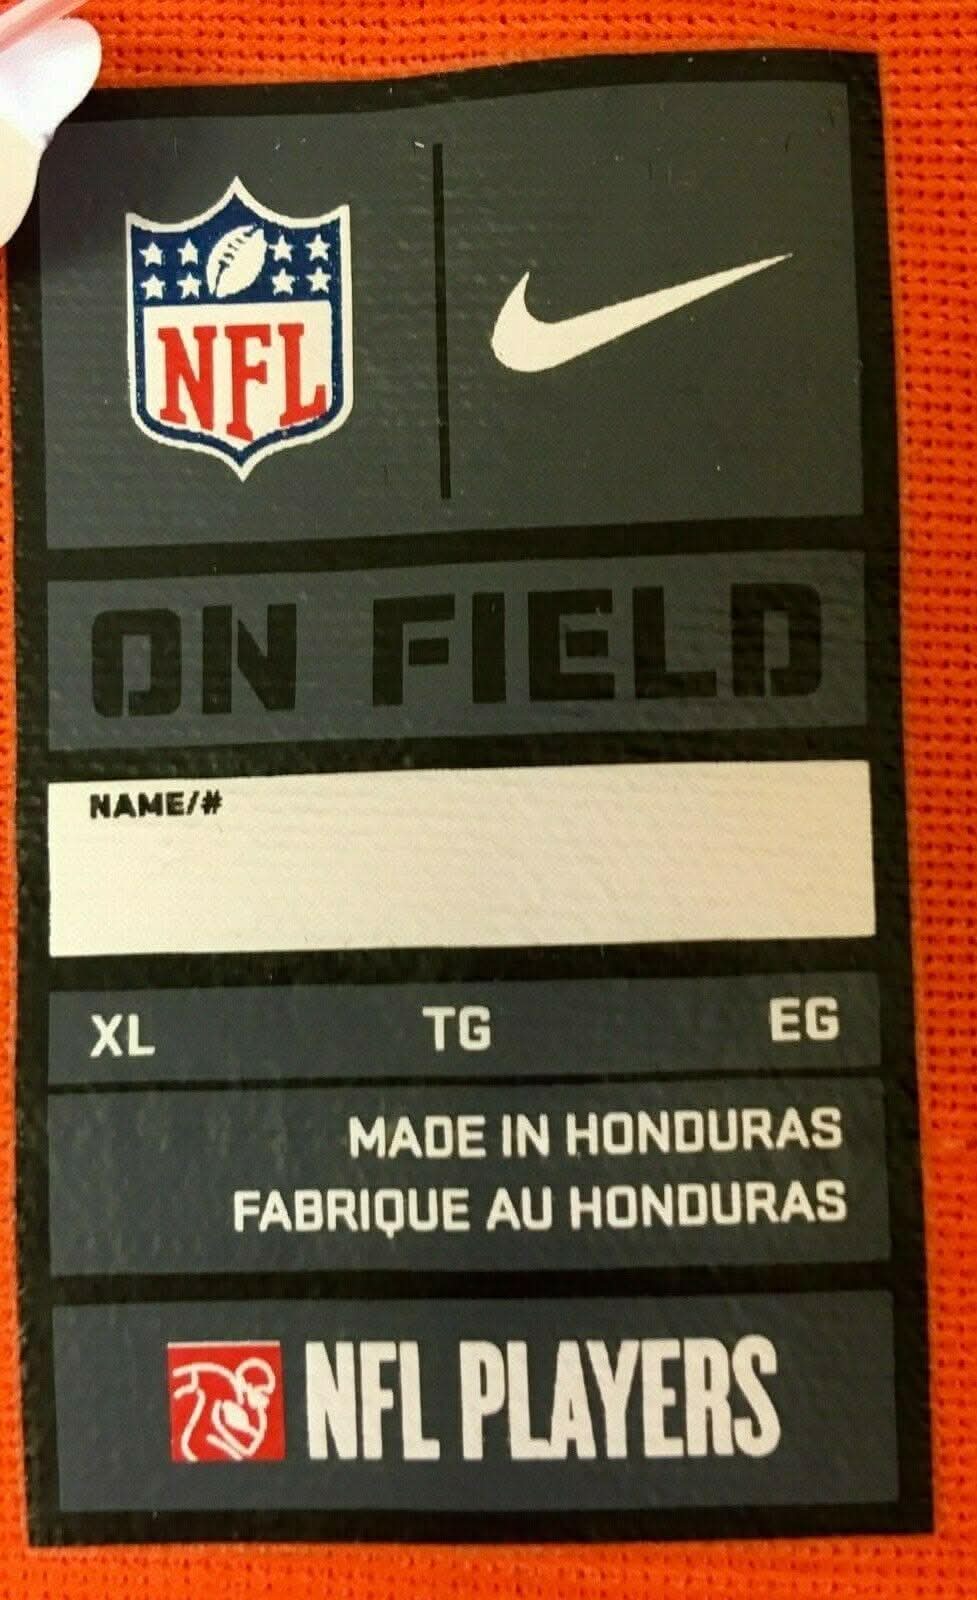 NFL
ON FIELD
NAME/#
XL TG EG
MADE IN HONDURAS
FABRIQUE AU HONDURAS
NFL PLAYERS